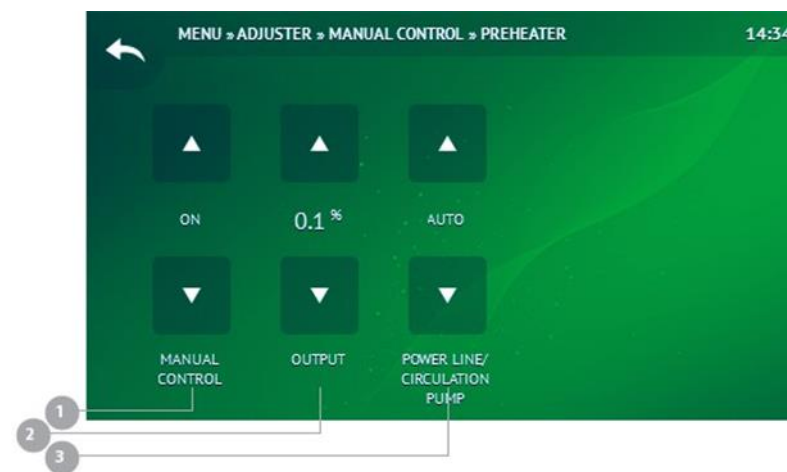 MENU » ADJUSTER » MANUAL CONTROL » PREHEATER 14:34
ON 0.1 % AUTO
MANUAL CONTROL
OUTPUT
POWER LINE/
CIRCULATION
PUMP
1
2
3